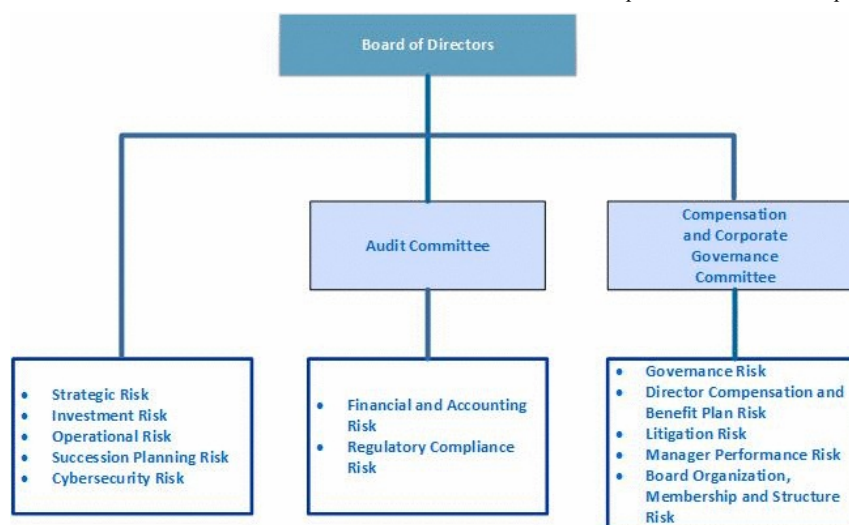 Board of Directors
Audit Committee
Compensation
and Corporate
Governance
Committee
• Strategic Risk
• Investment Risk
• Operational Risk
• Succession Planning Risk
• Cybersecurity Risk
• Financial and Accounting
Risk
• Regulatory Compliance
Risk
• Governance Risk
• Director Compensation and
Benefit Plan Risk
• Litigation Risk
• Manager Performance Risk
• Board Organization,
Membership and Structure
Risk